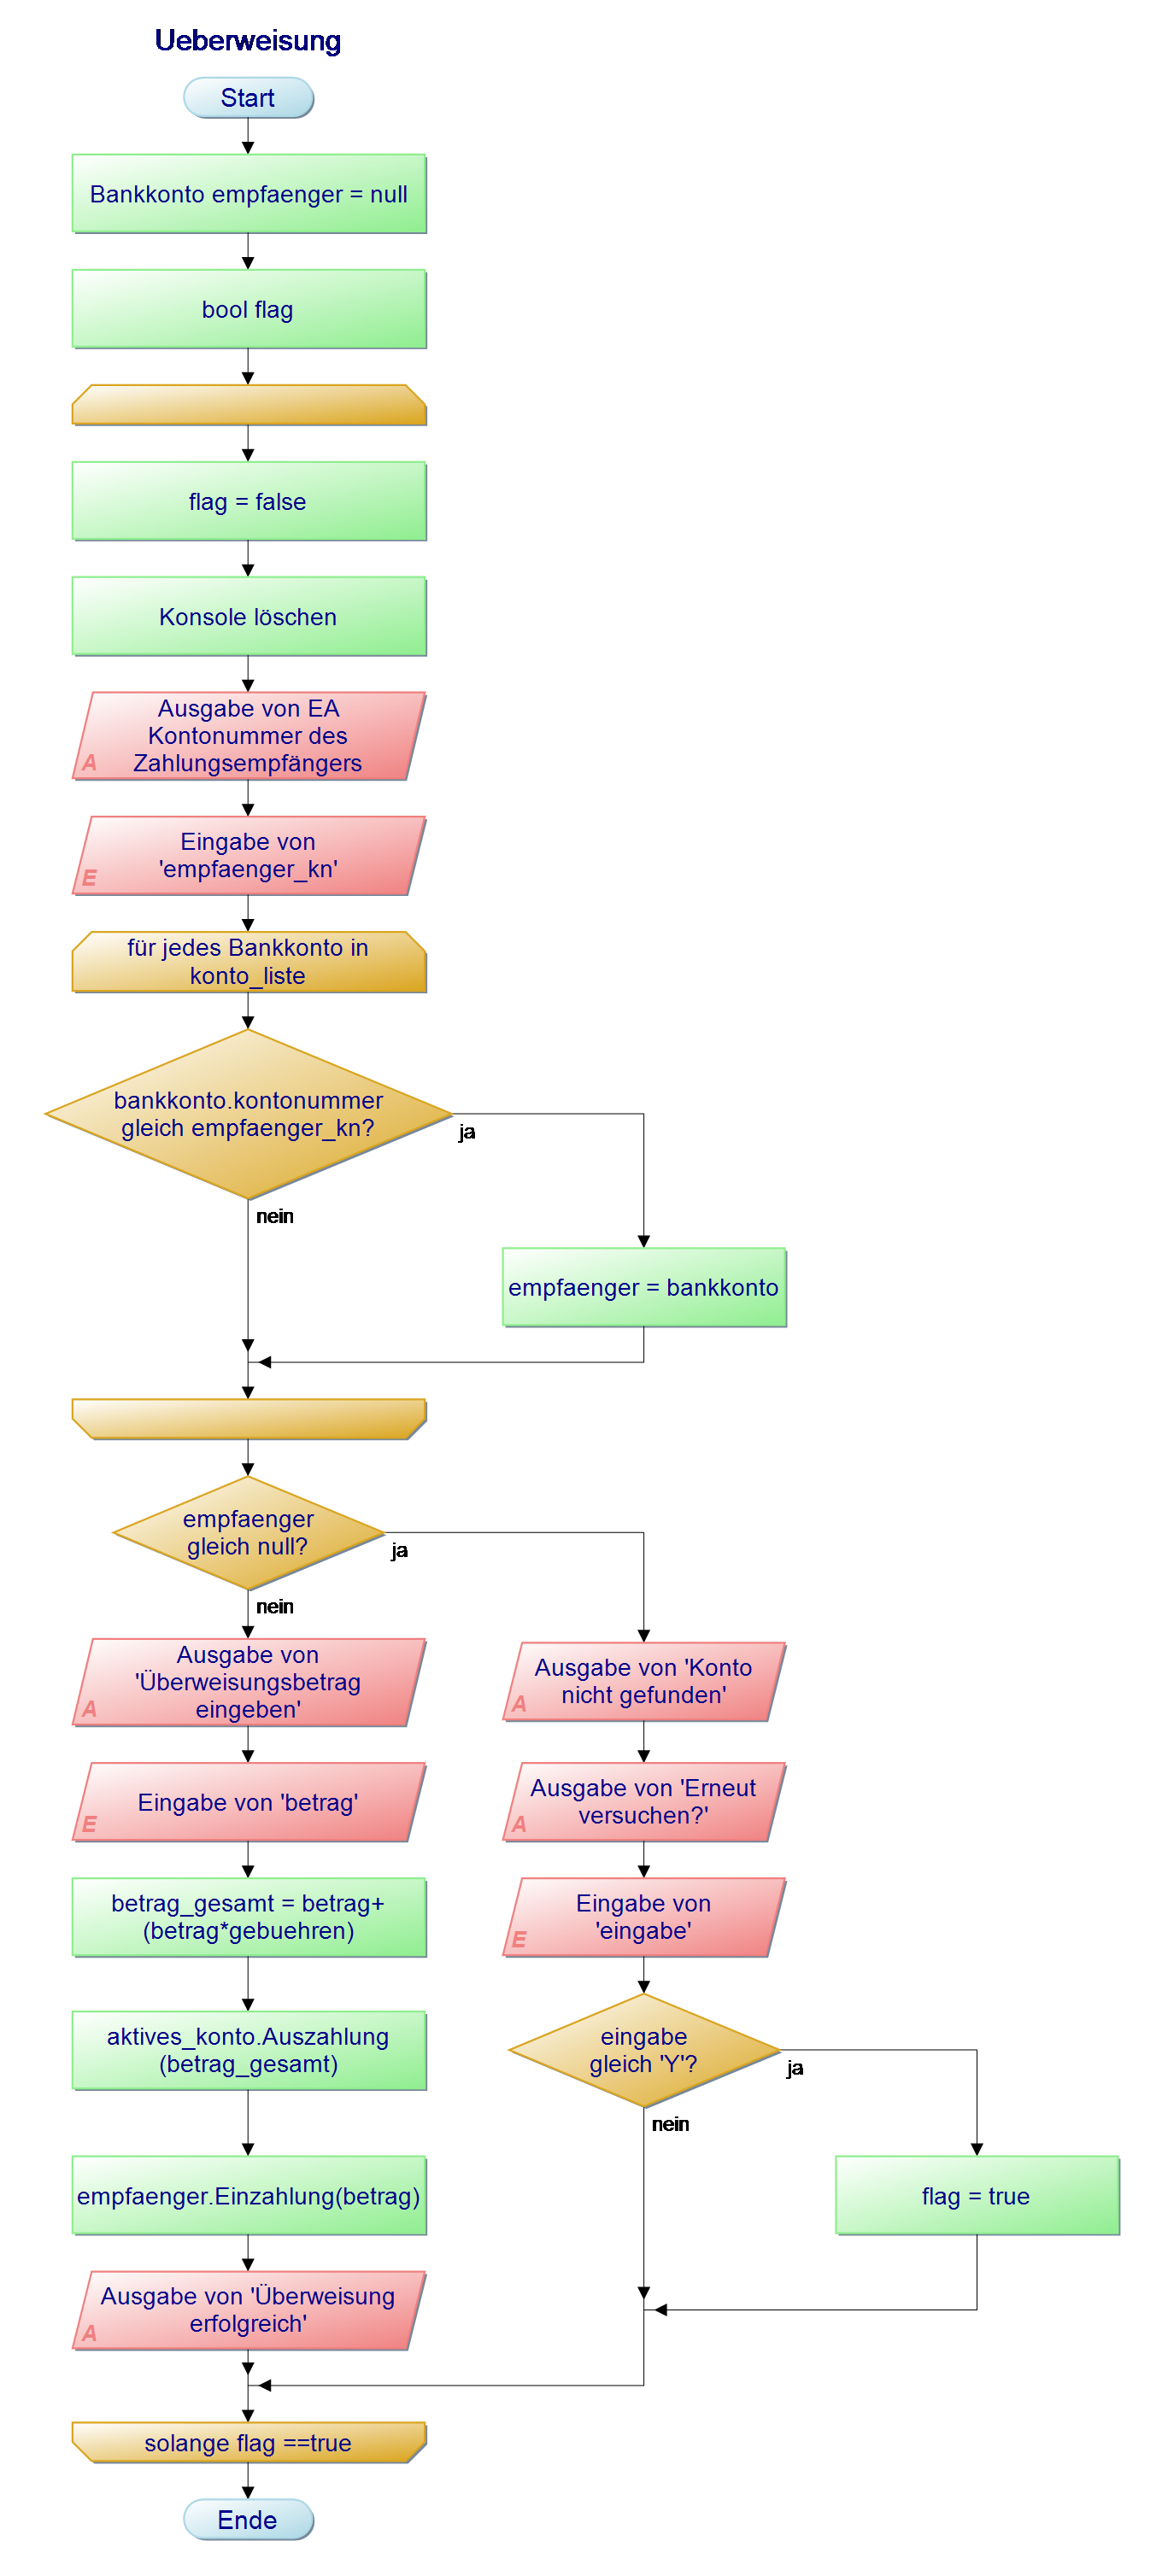 Ueberweisung
Start
Bankkonto empfaenger = null
bool flag
flag = false
Konsole löschen
Ausgabe von EA
Kontonummer des
Zahlungsempfängers
A
Eingabe von
'empfaenger_kn'
E
für jedes Bankkonto in
konto_liste
bankkonto.kontonummer
gleich empfaenger_kn?
ja
nein
empfaenger = bankkonto
empfaenger
gleich null?
ja
nein
Ausgabe von
'Überweisungsbetrag
eingeben'
A
Ausgabe von 'Konto
nicht gefunden'
A
Eingabe von 'betrag'
E
Ausgabe von 'Erneut
versuchen?'
A
betrag_gesamt = betrag+
(betrag*gebuehren)
Eingabe von
'eingabe'
E
aktives_konto.Auszahlung
(betrag_gesamt)
eingabe
gleich 'Y'?
ja
nein
empfaenger.Einzahlung(betrag)
flag = true
Ausgabe von 'Überweisung
erfolgreich'
A
solange flag ==true
Ende